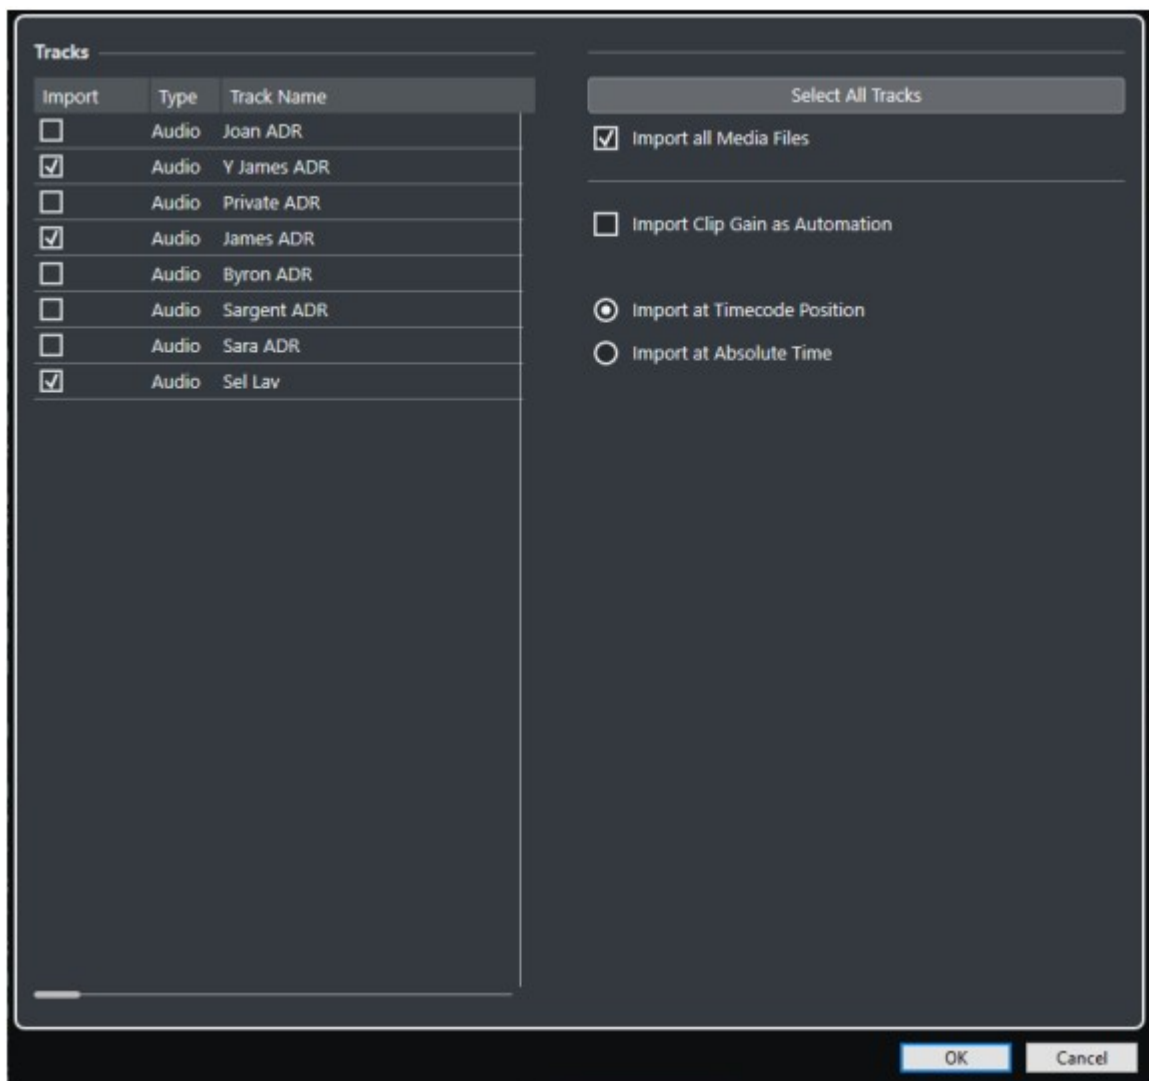 Tracks
Import Type Track Name
Audio Joan ADR
Audio Y James ADR
Audio Private ADR
Audio James ADR
Audio Byron ADR
Audio Sargent ADR
Audio Sara ADR
Audio Sel Lav
Select All Tracks
Import all Media Files
Import Clip Gain as Automation
Import at Timecode Position
Import at Absolute Time
OK Cancel